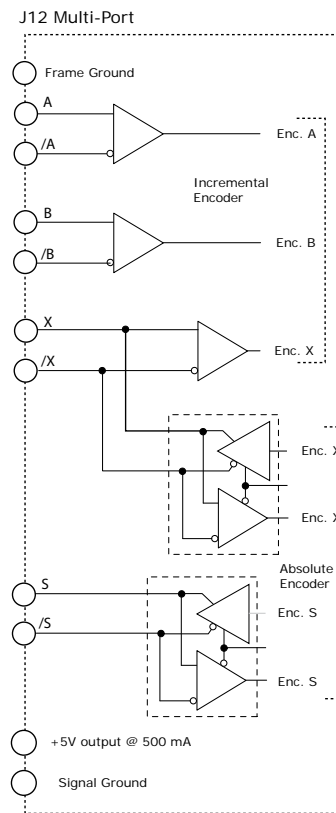 J12 Multi-Port
Frame Ground
A
/A
Enc. A
Incremental
Encoder
B
/B
Enc. B
X
/X
Enc. X
Enc. X
Enc. X
Absolute
Encoder
S
/S
Enc. S
Enc. S
+5V output @ 500 mA
Signal Ground